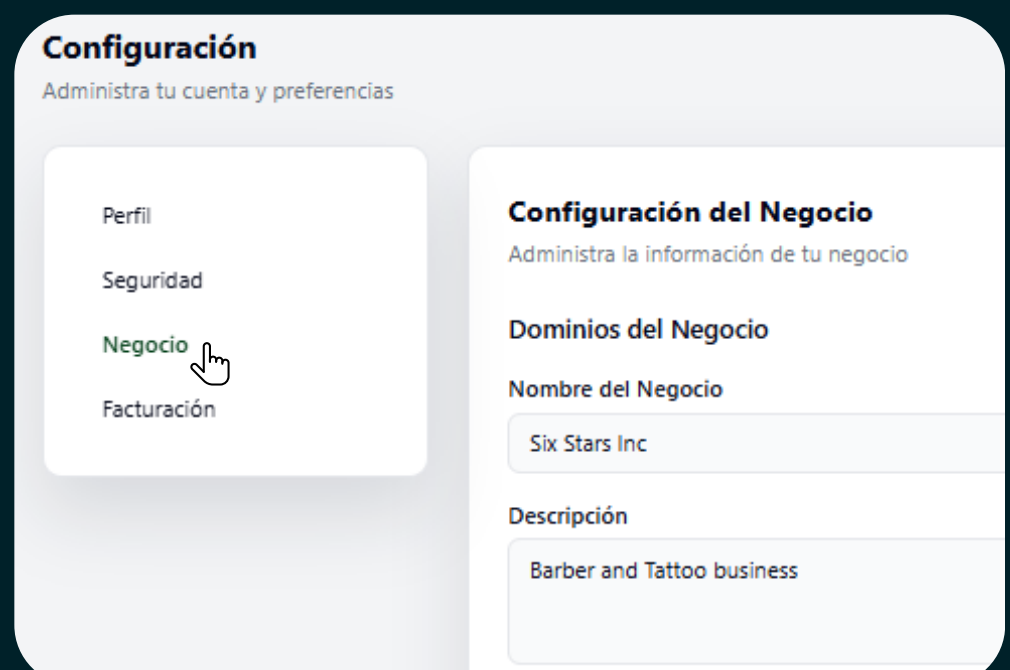 Configuración
Administra tu cuenta y preferencias
Perfil
Seguridad
Negocio
Facturación
Configuración del Negocio
Administra la información de tu negocio
Dominios del Negocio
Nombre del Negocio
Six Stars Inc
Descripción
Barber and Tattoo business